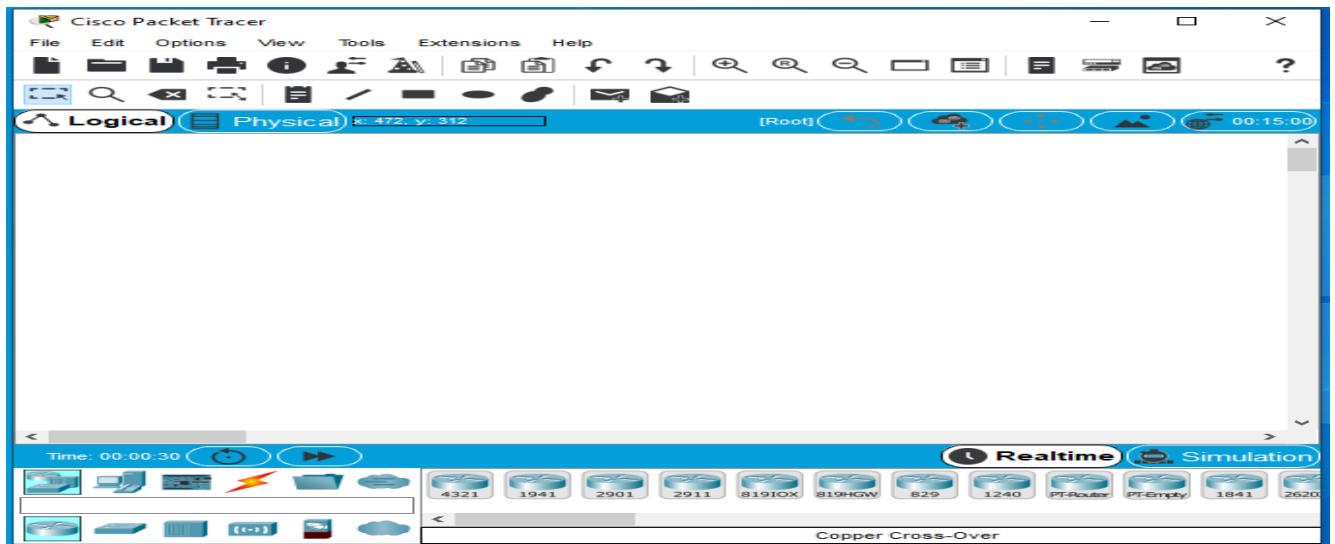 Cisco Packet Tracer
File Edit Options View Tools Extensions Help
Logical Physical x: 472, y: 312 [Root] 00:15:00
Time: 00:00:30 Realtime Simulation
4321 1941 2901 2911 819IOX 819HGW 829 1240 PT-Router PT-Empty 1841 2620
Copper Cross-Over